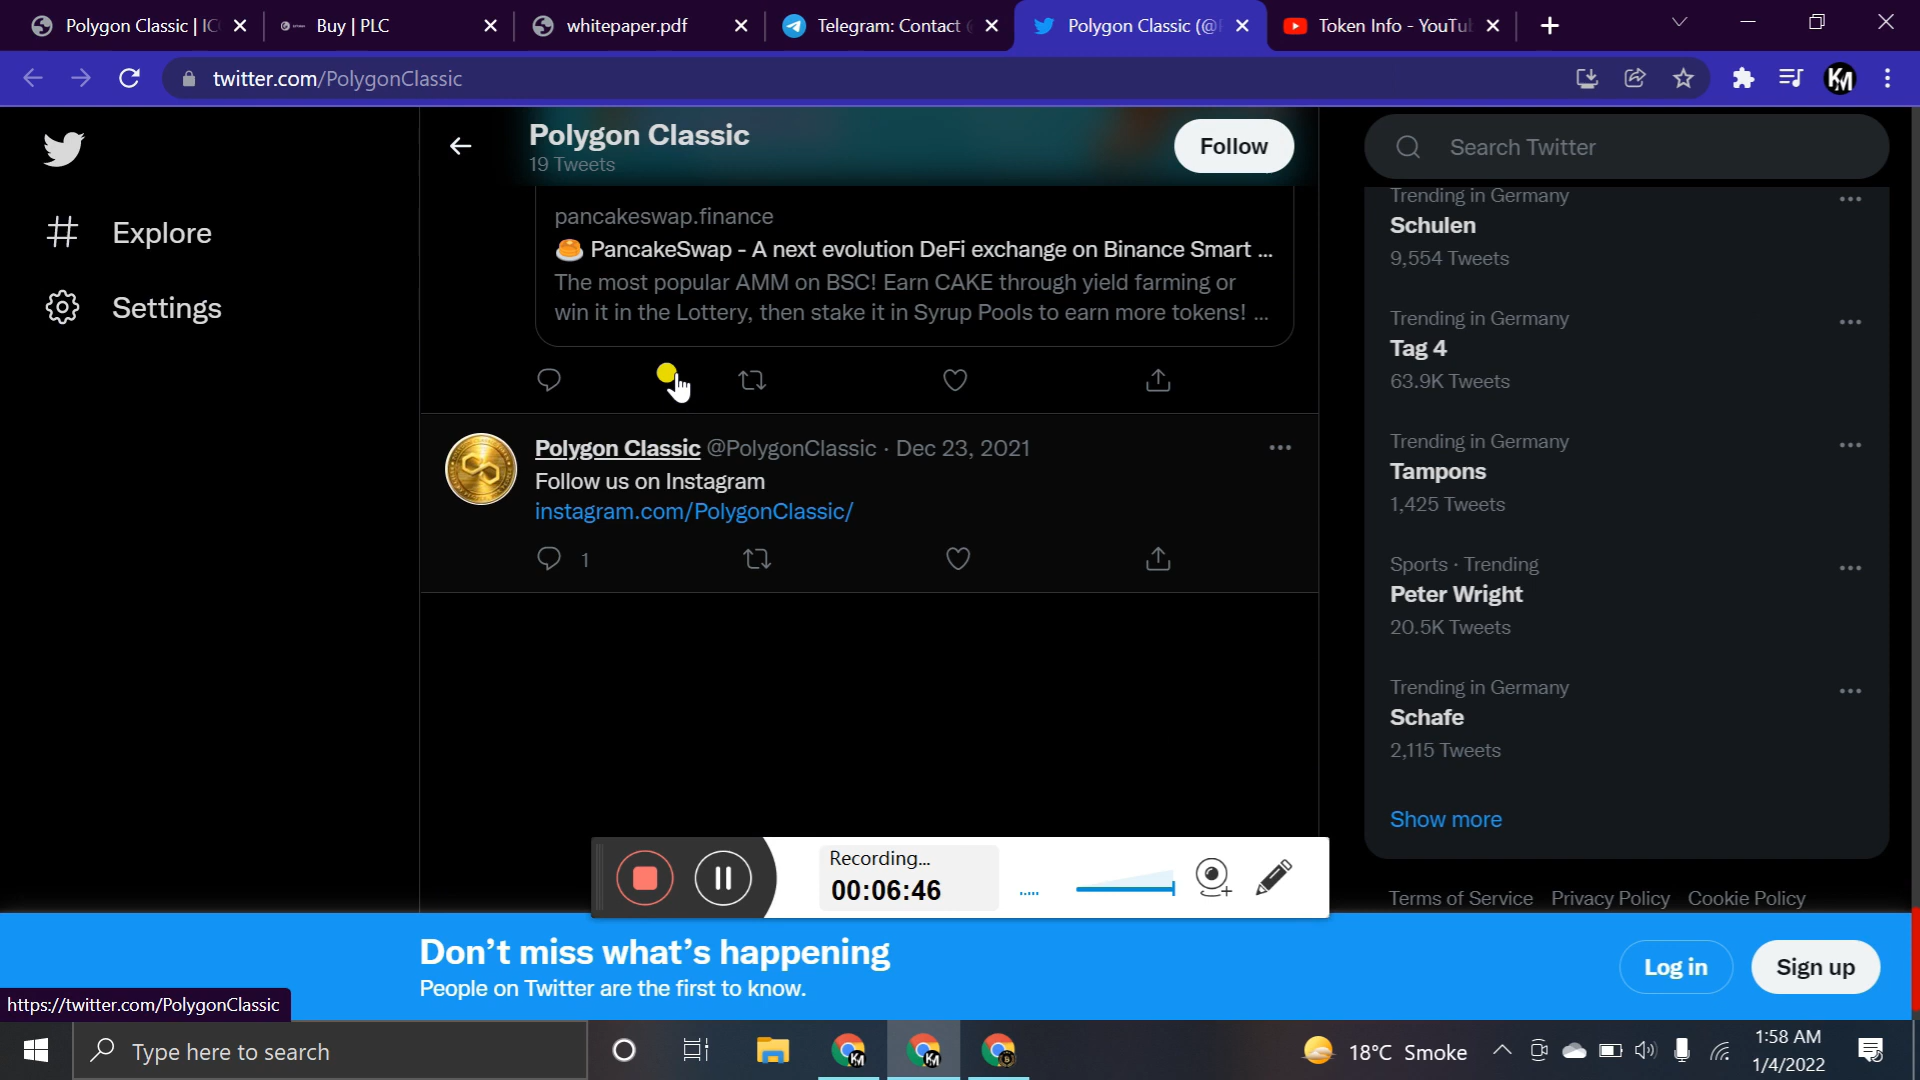 Polygon Classic | IC
Buy | PLC
whitepaper.pdf
Telegram: Contact
Polygon Classic (@
Token Info - YouTu
twitter.com/PolygonClassic
KM
Polygon Classic
19 Tweets
Follow
Search Twitter
Explore
Settings
pancakeswap.finance
🥞 PancakeSwap - A next evolution DeFi exchange on Binance Smart ...
The most popular AMM on BSC! Earn CAKE through yield farming or
win it in the Lottery, then stake it in Syrup Pools to earn more tokens! ...
Polygon Classic @PolygonClassic · Dec 23, 2021
Follow us on Instagram
instagram.com/PolygonClassic/
1
Trending in Germany
Schulen
9,554 Tweets
Trending in Germany
Tag 4
63.9K Tweets
Trending in Germany
Tampons
1,425 Tweets
Sports · Trending
Peter Wright
20.5K Tweets
Trending in Germany
Schafe
2,115 Tweets
Show more
Terms of Service Privacy Policy Cookie Policy
Recording...
00:06:46
Don't miss what's happening
People on Twitter are the first to know.
Log in
Sign up
https://twitter.com/PolygonClassic
Type here to search
18°C Smoke
1:58 AM
1/4/2022